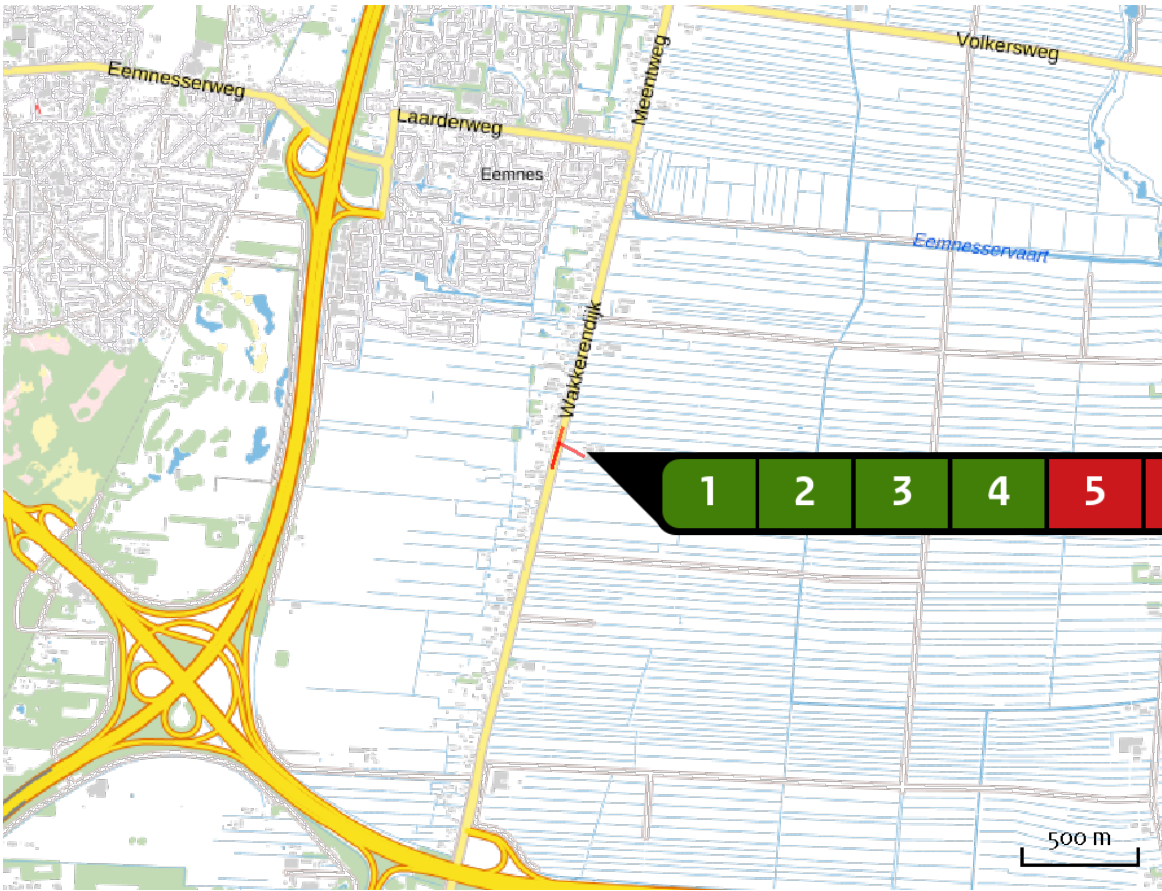 Volkersweg
Eemnesserweg
Meentweg
Laarderweg
Eemnes
Eemnesservaart
Wakkerendijk
1 2 3 4 5
500 m